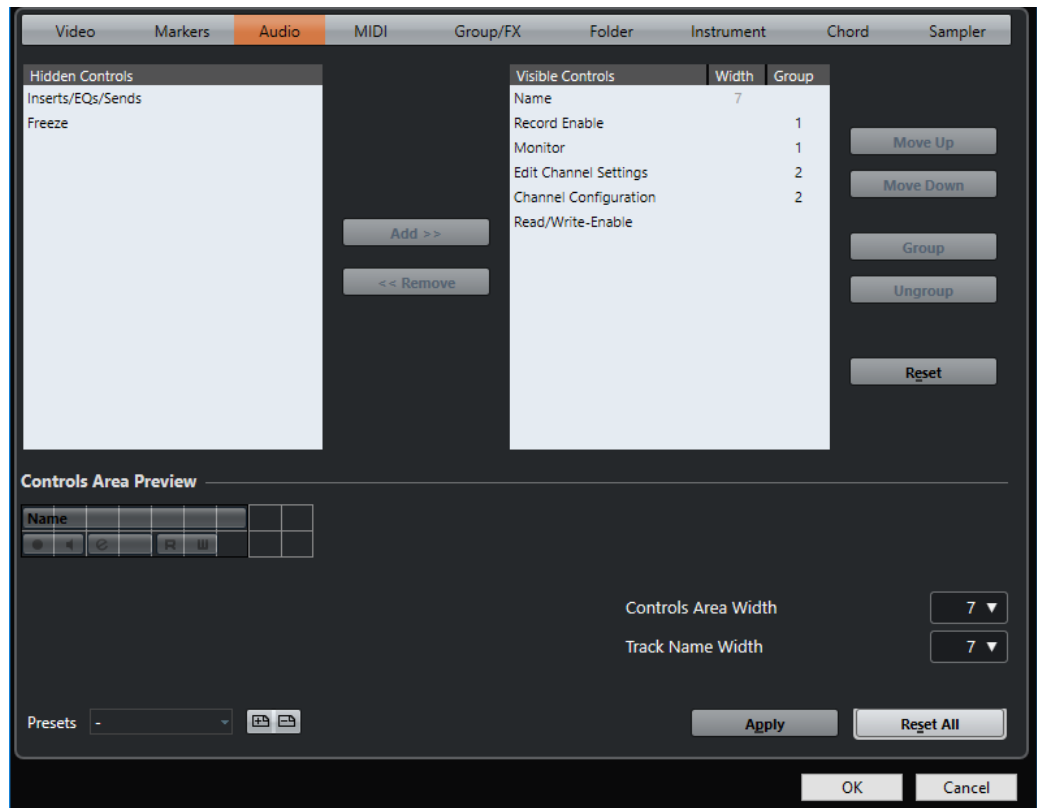 Video Markers Audio MIDI Group/FX Folder Instrument Chord Sampler
Hidden Controls
Inserts/EQs/Sends
Freeze
Add >>
<< Remove
Visible Controls Width Group
Name 7
Record Enable 1
Monitor 1
Edit Channel Settings 2
Channel Configuration 2
Read/Write-Enable
Move Up
Move Down
Group
Ungroup
Reset
Controls Area Preview
Name
e R W
Controls Area Width 7
Track Name Width 7
Presets -
Apply
Reset All
OK
Cancel